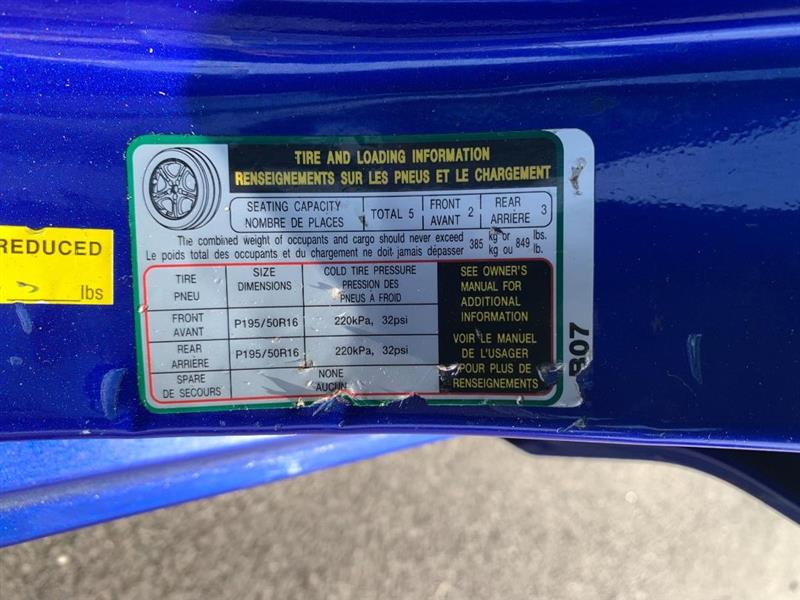 TIRE AND LOADING INFORMATION
RENSEIGNEMENTS SUR LES PNEUS ET LE CHARGEMENT
SEATING CAPACITY
NOMBRE DE PLACES
TOTAL 5
FRONT
AVANT 2
REAR
ARRIÈRE 3
The combined weight of occupants and cargo should never exceed 385 kg or 849 lbs.
Le poids total des occupants et du chargement ne doit jamais dépasser kg ou lb.
TIRE
PNEU
SIZE
DIMENSIONS
COLD TIRE PRESSURE
PRESSION DES
PNEUS À FROID
FRONT
AVANT
P195/50R16
220kPa, 32psi
REAR
ARRIÈRE
P195/50R16
220kPa, 32psi
SPARE
DE SECOURS
NONE
AUCUN
SEE OWNER'S
MANUAL FOR
ADDITIONAL
INFORMATION
VOIR LE MANUEL
DE L'USAGER
POUR PLUS DE
RENSEIGNEMENTS
B07
REDUCED
lbs